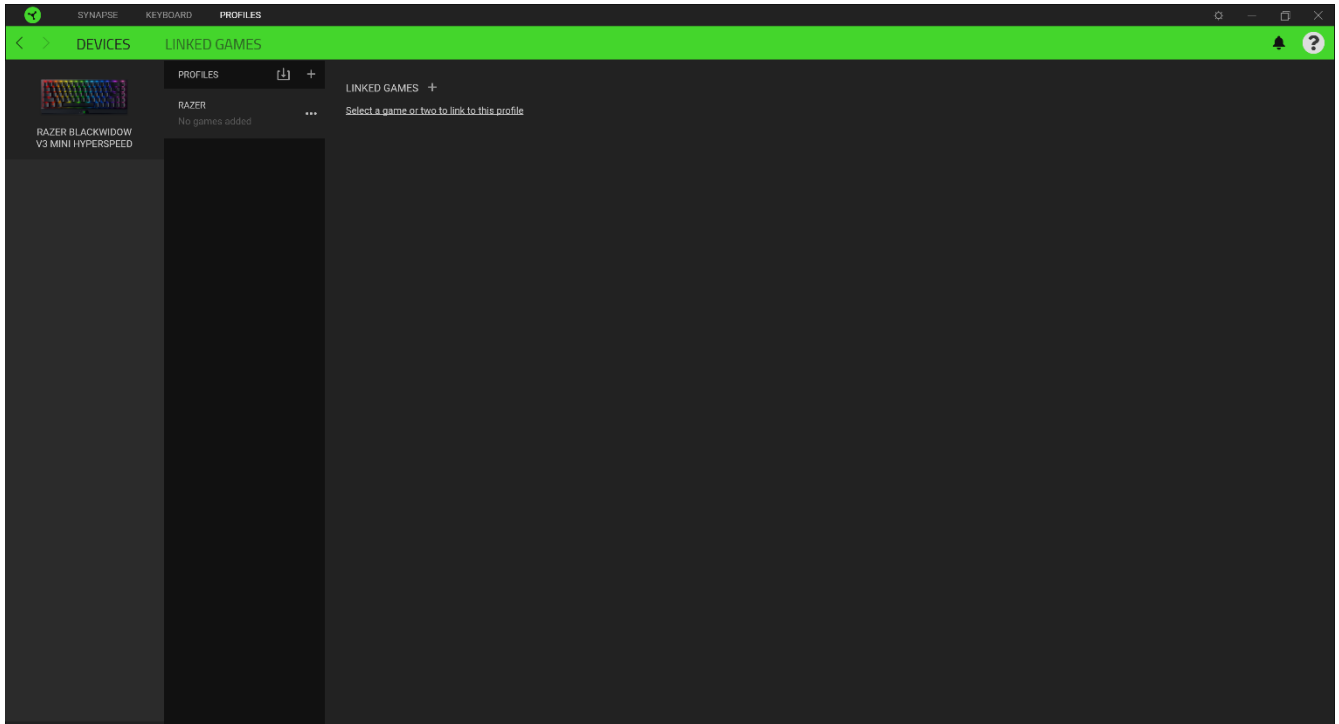 SYNAPSE KEYBOARD PROFILES
DEVICES LINKED GAMES
RAZER BLACKWIDOW
V3 MINI HYPERSPEED
PROFILES
RAZER
No games added
LINKED GAMES
Select a game or two to link to this profile